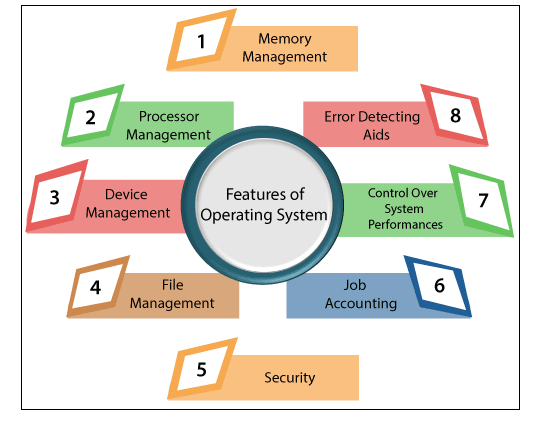 Features of
Operating System
1
Memory
Management
2
Processor
Management
3
Device
Management
4
File
Management
5
Security
6
Job
Accounting
7
Control Over
System
Performances
8
Error Detecting
Aids